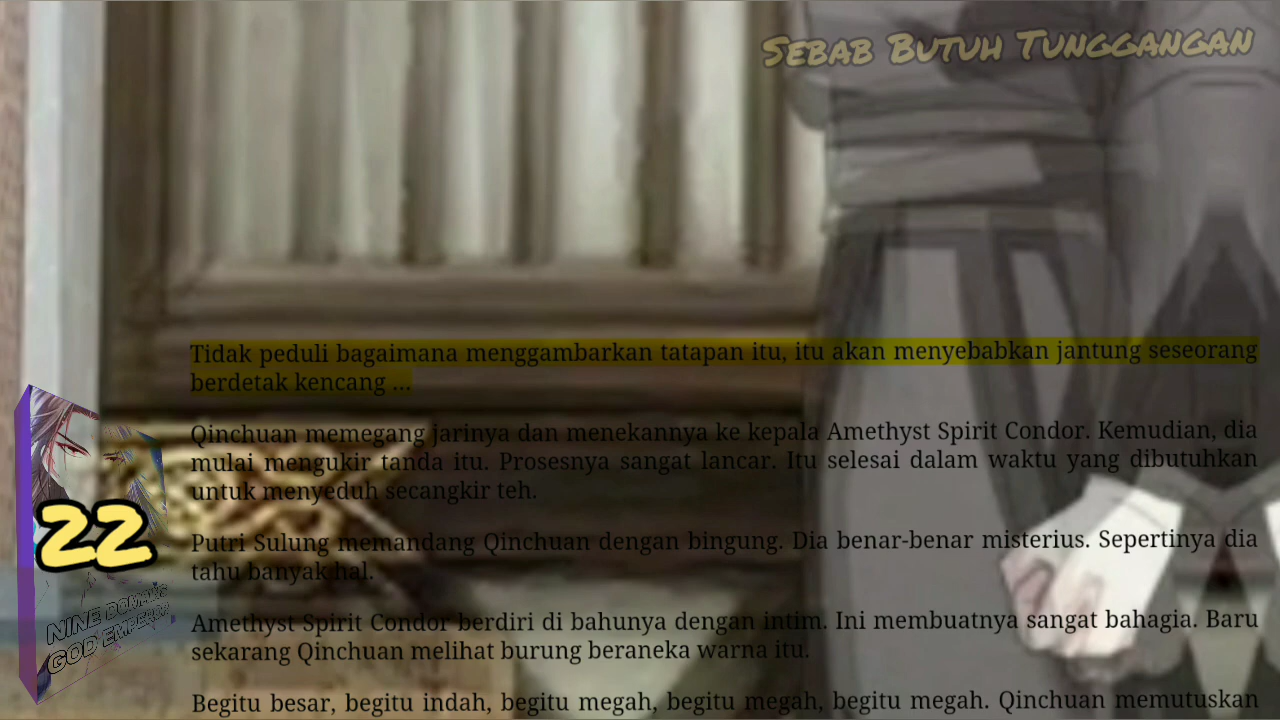 Sebab Butuh Tunggangan
Tidak peduli bagaimana menggambarkan tatapan itu, itu akan menyebabkan jantung seseorang
berdetak kencang ...
Qinchuan memegang jarinya dan menekannya ke kepala Amethyst Spirit Condor. Kemudian, dia
mulai mengukir tanda itu. Prosesnya sangat lancar. Itu selesai dalam waktu yang dibutuhkan
untuk menyeduh secangkir teh.
Putri Sulung memandang Qinchuan dengan bingung. Dia benar-benar misterius. Sepertinya dia
tahu banyak hal.
Amethyst Spirit Condor berdiri di bahunya dengan intim. Ini membuatnya sangat bahagia. Baru
sekarang Qinchuan melihat burung beraneka warna itu.
Begitu besar, begitu indah, begitu megah, begitu megah, begitu megah. Qinchuan memutuskan
22
NINE DOMAINS
GOD EMPEROR